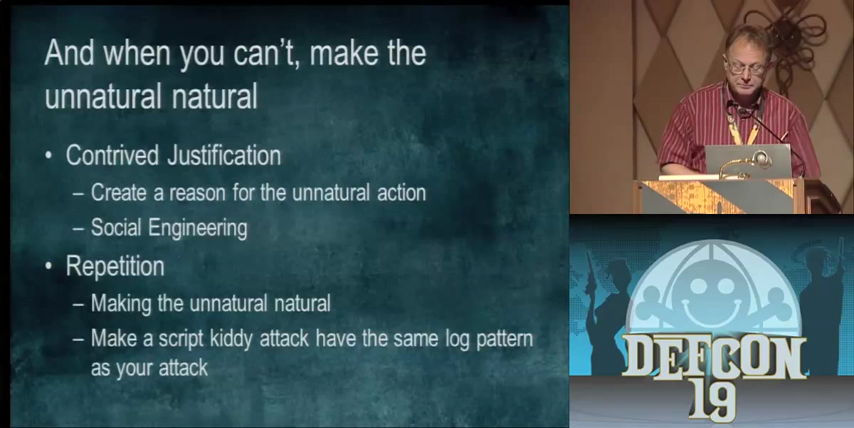 And when you can't, make the
unnatural natural
• Contrived Justification
– Create a reason for the unnatural action
– Social Engineering
• Repetition
– Making the unnatural natural
– Make a script kiddy attack have the same log pattern
as your attack
DEFCON
19